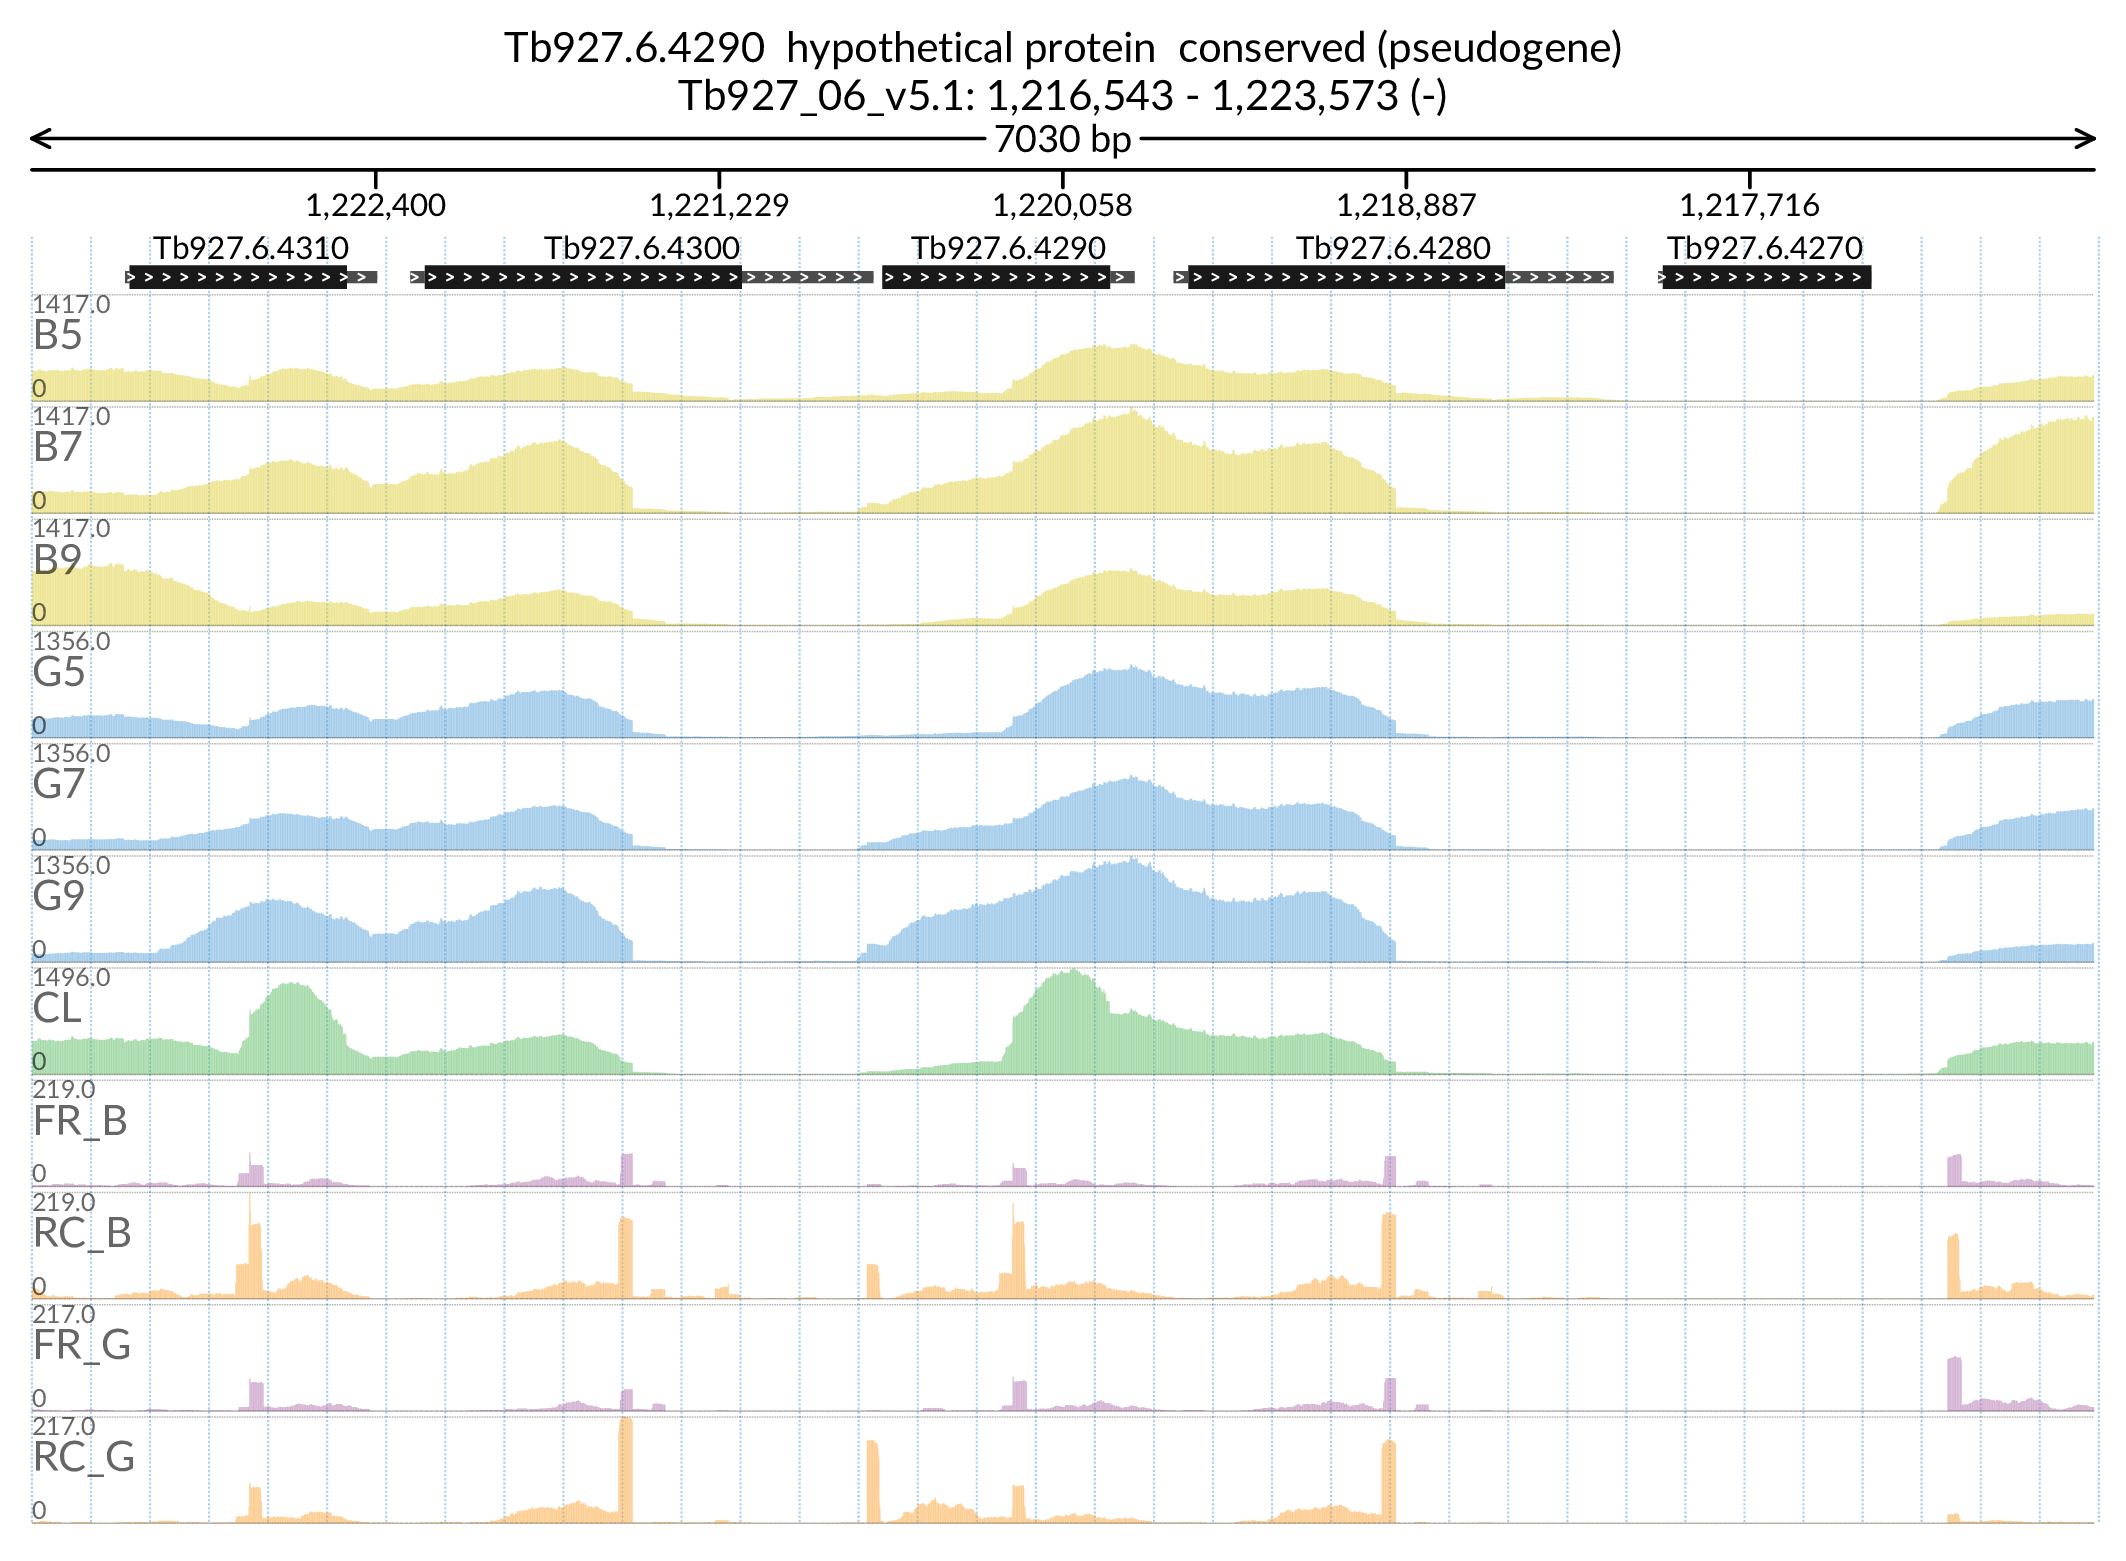 Tb927.6.4290  hypothetical protein  conserved (pseudogene)
Tb927_06_v5.1: 1,216,543 - 1,223,573 (-)
7030 bp
1,222,400 1,221,229 1,220,058 1,218,887 1,217,716
Tb927.6.4310 Tb927.6.4300 Tb927.6.4290 Tb927.6.4280 Tb927.6.4270
1417.0
B5
0
1417.0
B7
0
1417.0
B9
0
1356.0
G5
0
1356.0
G7
0
1356.0
G9
0
1496.0
CL
0
219.0
FR_B
0
219.0
RC_B
0
217.0
FR_G
0
217.0
RC_G
0